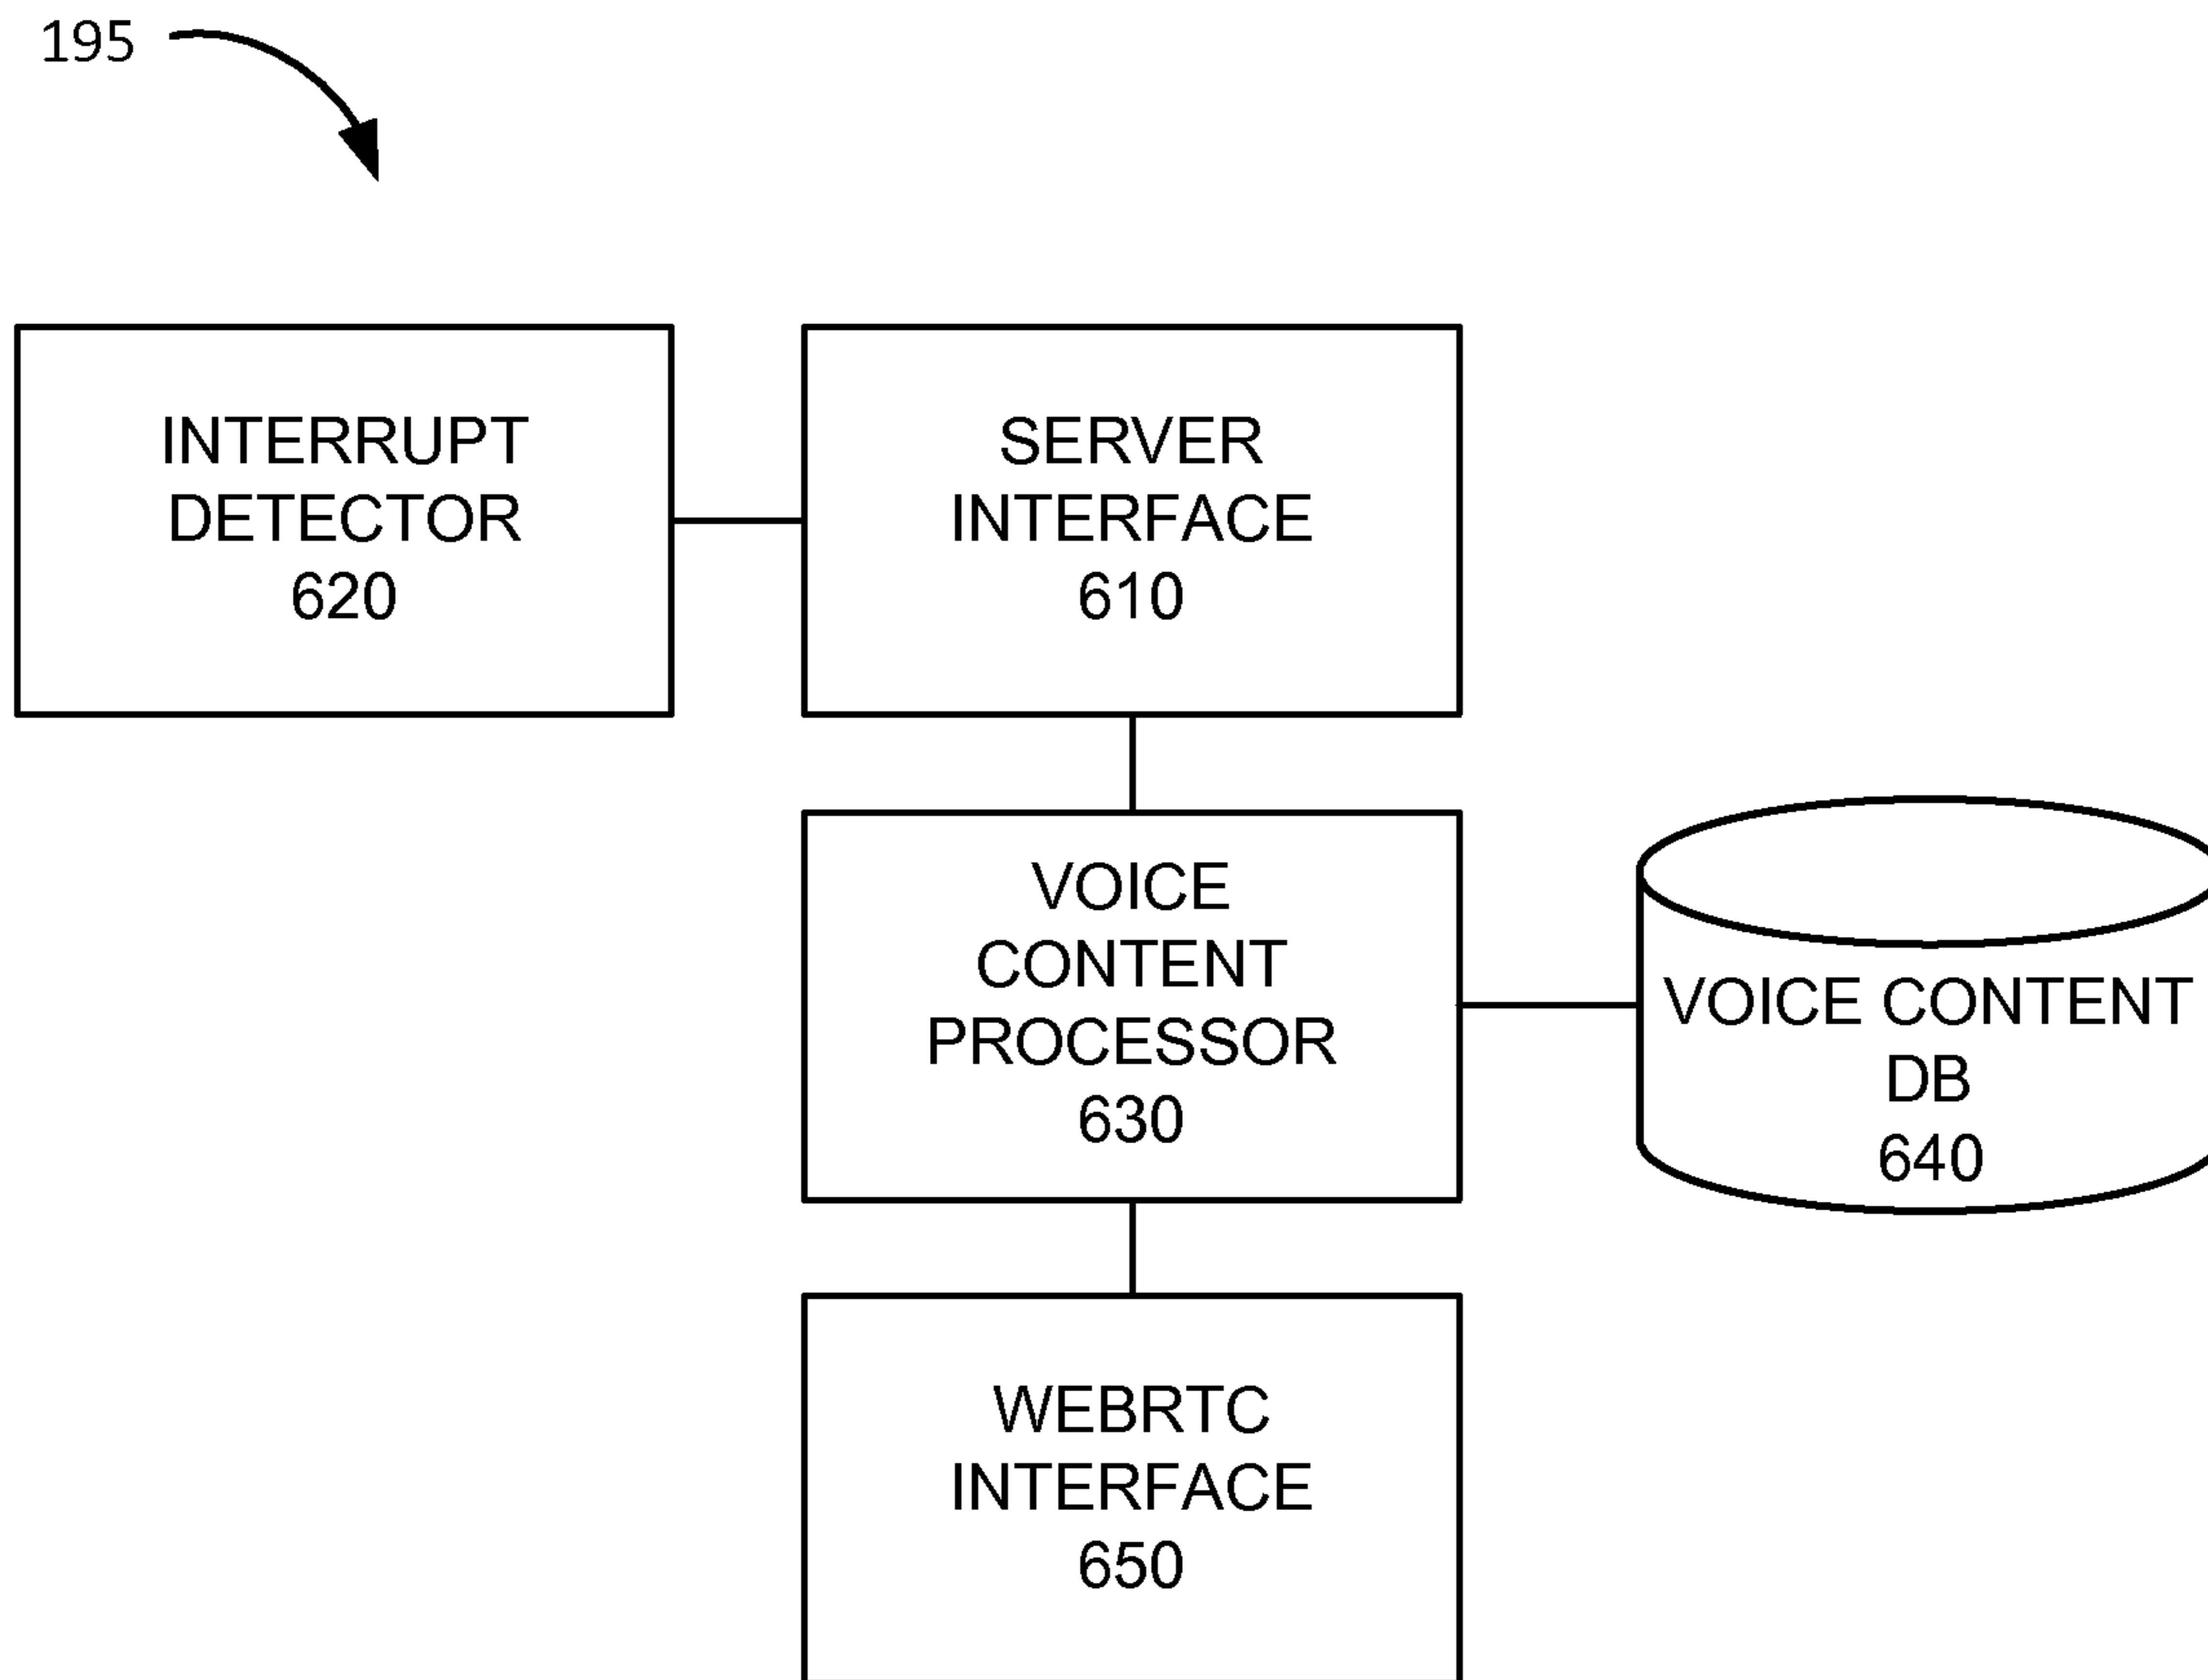 195
INTERRUPT
DETECTOR
620
SERVER
INTERFACE
610
VOICE
CONTENT
PROCESSOR
630
VOICE CONTENT
DB
640
WEBRTC
INTERFACE
650